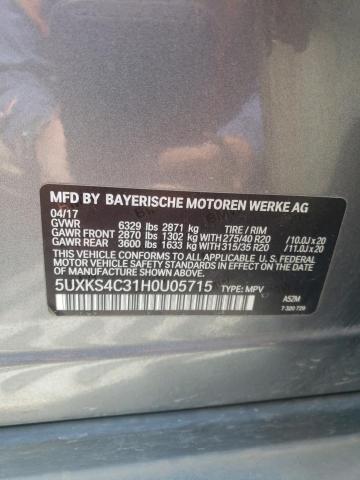 MFD BY BAYERISCHE MOTOREN WERKE AG
04/17
GVWR 6329 lbs 2871 kg TIRE / RIM
GAWR FRONT 2870 lbs 1302 kg WITH 275/40 R20 /10.0J x 20
GAWR REAR 3600 lbs 1633 kg WITH 315/35 R20 /11.0J x 20
THIS VEHICLE CONFORMS TO ALL APPLICABLE U. S. FEDERAL
MOTOR VEHICLE SAFETY STANDARDS IN EFFECT ON
THE DATE OF MANUFACTURE SHOWN ABOVE.
5UXKS4C31H0U05715 TYPE: MPV
A52M
7 320 729